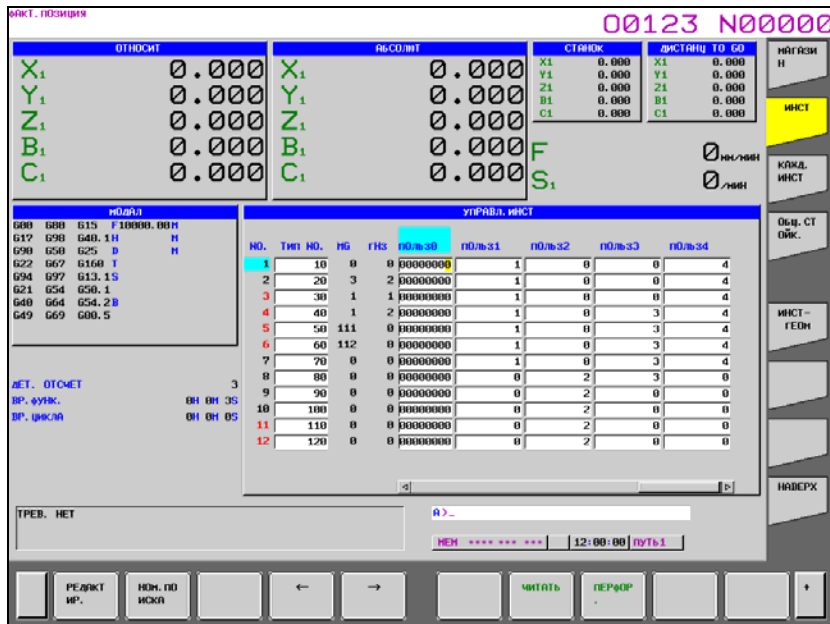 ФАКТ. ПОЗИЦИЯ
O0123 N00000
ОТНОСИТ
X1 0.000
Y1 0.000
Z1 0.000
B1 0.000
C1 0.000
АБСОЛЮТ
X1 0.000
Y1 0.000
Z1 0.000
B1 0.000
C1 0.000
СТАНОК
X1 0.000
Y1 0.000
Z1 0.000
B1 0.000
C1 0.000
ДИСТАНЦ TO GO
X1 0.000
Y1 0.000
Z1 0.000
B1 0.000
C1 0.000
F 0 мм/мин
S1 0 /мин
МОДАЛ
G00 G80 G15 F10000.00M
G17 G98 G40.1H M
G90 G50 G25 D M
G22 G67 G160 T
G94 G97 G13.1S
G21 G54 G50.1
G40 G64 G54.2B
G49 G69 G80.5
ДЕТ. ОТСЧЕТ 3
ВР.ФУНК. 0H 0M 3S
ВР.ЦИКЛА 0H 0M 0S
УПРАВЛ.ИНСТ
NO. ТИП NO. MG ГНЗ ПОЛЬЗ0 ПОЛЬЗ1 ПОЛЬЗ2 ПОЛЬЗ3 ПОЛЬЗ4
1 10 0 0 00000000 1 0 0 4
2 20 3 2 00000000 1 0 0 4
3 30 1 1 00000000 1 0 0 4
4 40 1 2 00000000 1 0 3 4
5 50 111 0 00000000 1 0 3 4
6 60 112 0 00000000 1 0 3 4
7 70 0 0 00000000 1 0 3 4
8 80 0 0 00000000 0 2 3 0
9 90 0 0 00000000 0 2 0 0
10 100 0 0 00000000 0 2 0 0
11 110 0 0 00000000 0 2 0 0
12 120 0 0 00000000 0 2 0 0
ТРЕВ. НЕТ
A>_
МЕМ **** *** *** 12:00:00 ПУТЬ1
МАГАЗИ
Н
ИНСТ
КАЖД.
ИНСТ
ОБЩ.СТ
ОЙК.
ИНСТ-
ГЕОМ
НАВЕРХ
РЕДАКТ
ИР.
НОМ.ПО
ИСКА
←
→
ЧИТАТЬ
ПЕРФОР
.
+